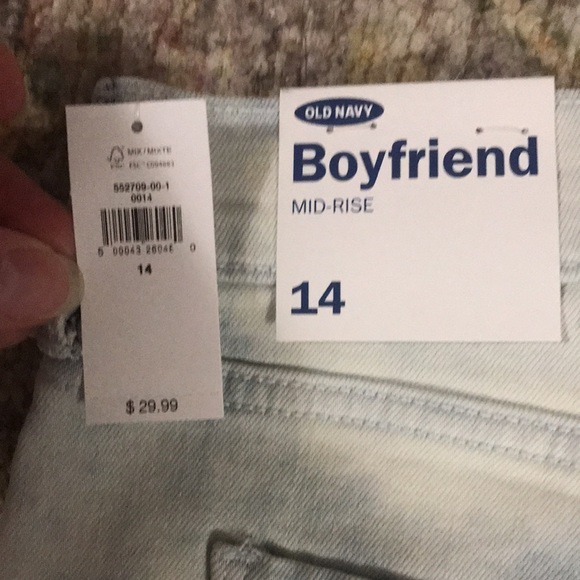 MIX / MIXTE
552709-00-1
0014
14
$ 29.99
OLD NAVY
Boyfriend
MID-RISE
14